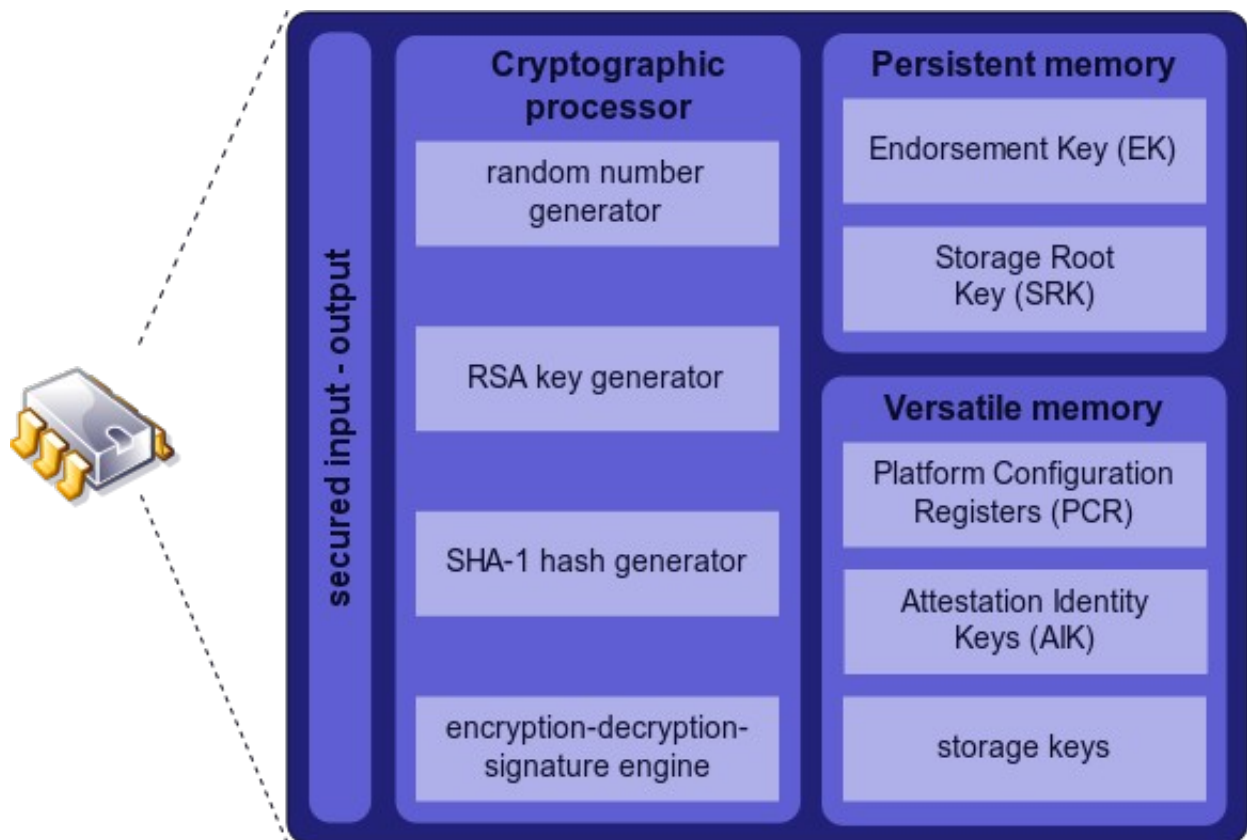 secured input - output
Cryptographic
processor
random number
generator
RSA key generator
SHA-1 hash generator
encryption-decryption-
signature engine
Persistent memory
Endorsement Key (EK)
Storage Root
Key (SRK)
Versatile memory
Platform Configuration
Registers (PCR)
Attestation Identity
Keys (AIK)
storage keys